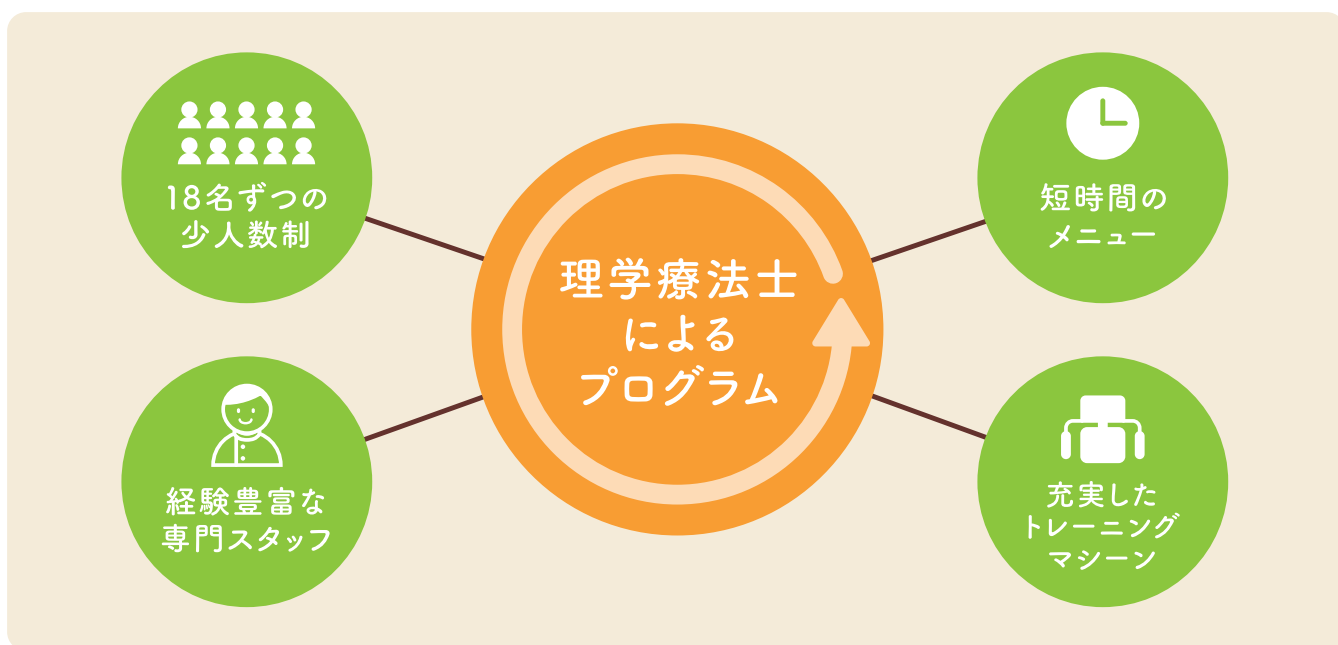 18名ずつの
少人数制
短時間の
メニュー
理学療法士
による
プログラム
経験豊富な
専門スタッフ
充実した
トレーニング
マシーン